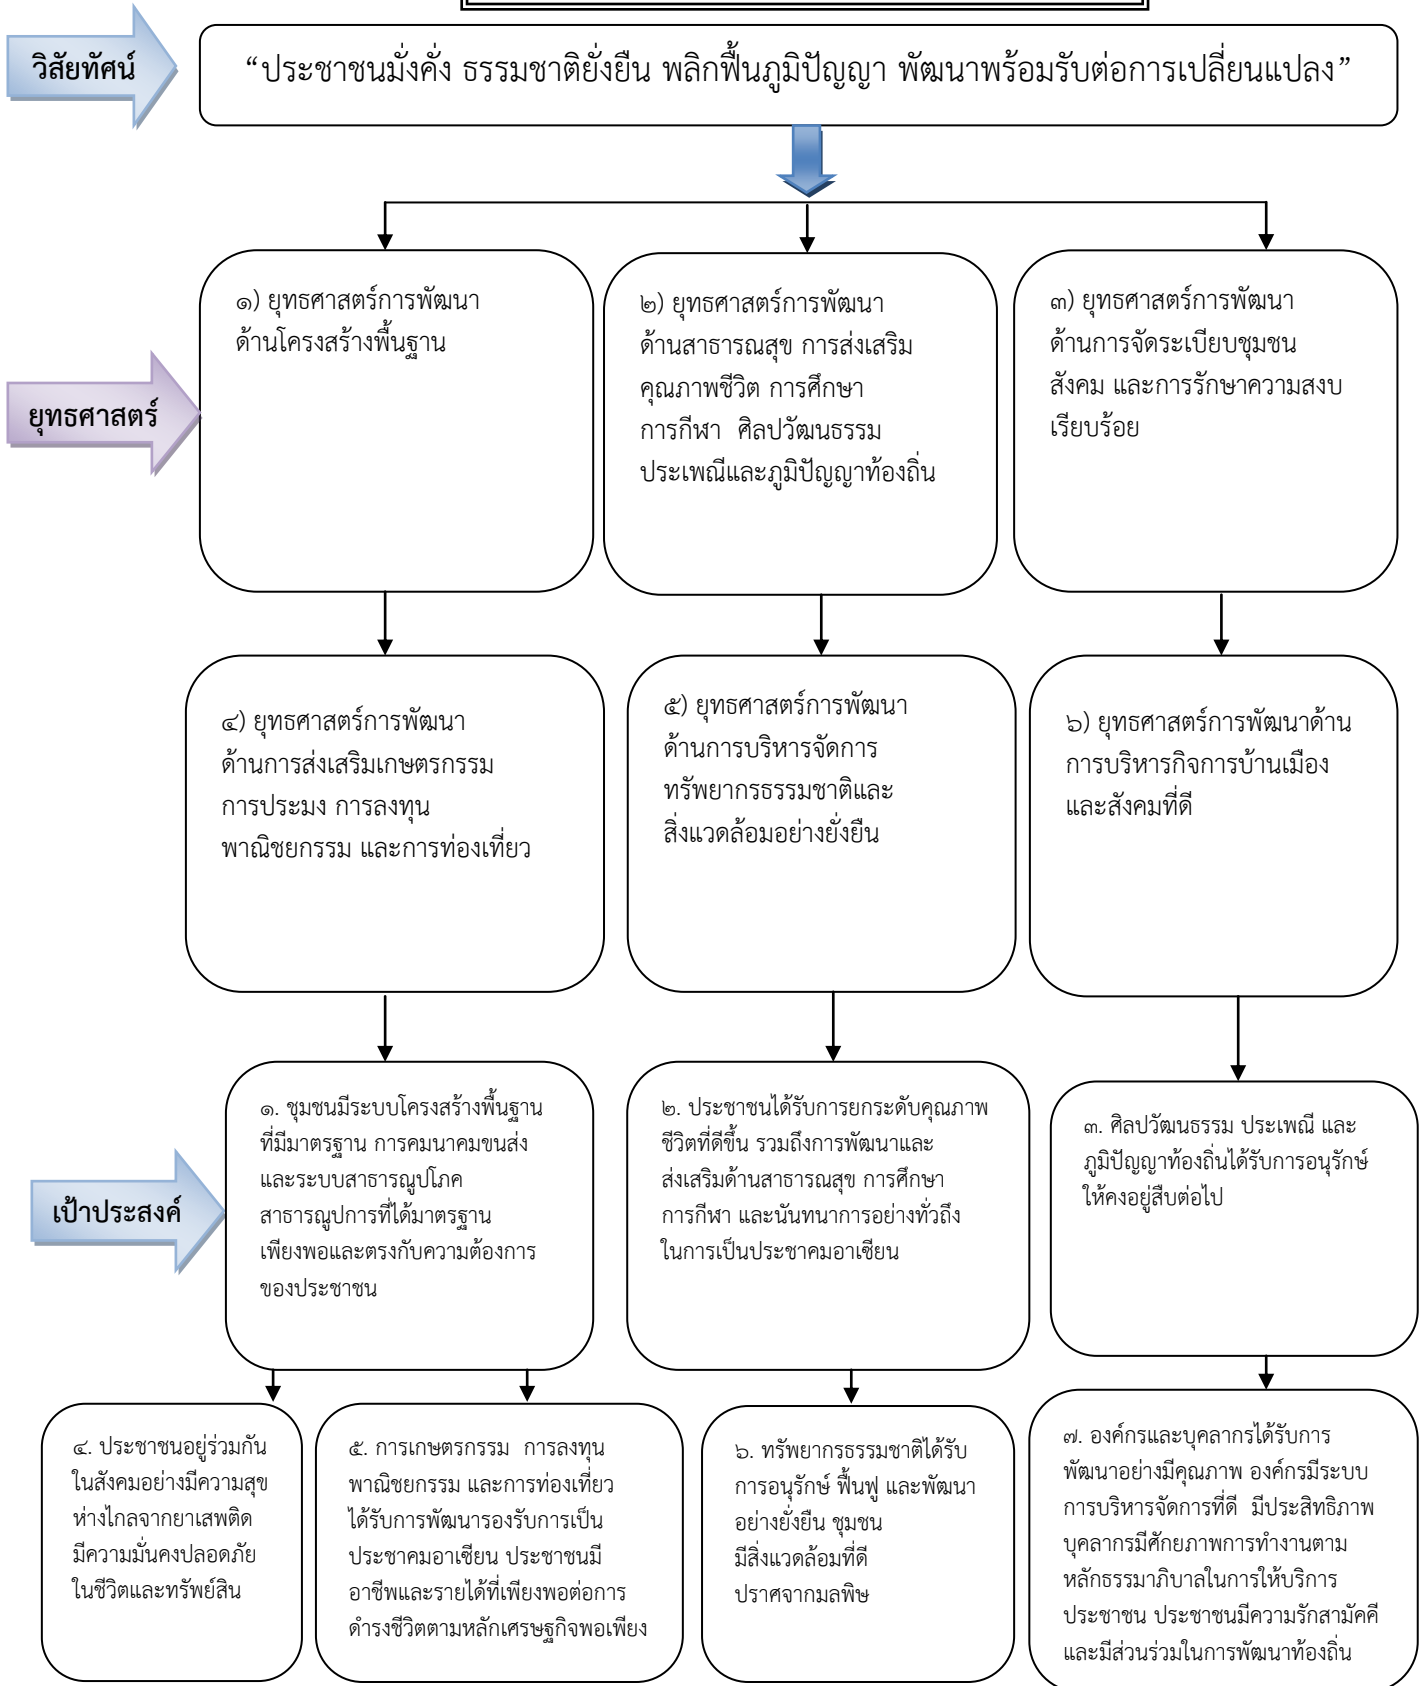 วิสัยทัศน์
“ประชาชนมั่งคั่ง ธรรมชาติยั่งยืน พลิกฟื้นภูมิปัญญา พัฒนาพร้อมรับต่อการเปลี่ยนแปลง”
ยุทธศาสตร์
๑) ยุทธศาสตร์การพัฒนา
ด้านโครงสร้างพื้นฐาน
๒) ยุทธศาสตร์การพัฒนา
ด้านสาธารณสุข การส่งเสริม
คุณภาพชีวิต การศึกษา
การกีฬา ศิลปวัฒนธรรม
ประเพณีและภูมิปัญญาท้องถิ่น
๓) ยุทธศาสตร์การพัฒนา
ด้านการจัดระเบียบชุมชน
สังคม และการรักษาความสงบ
เรียบร้อย
๔) ยุทธศาสตร์การพัฒนา
ด้านการส่งเสริมเกษตรกรรม
การประมง การลงทุน
พาณิชยกรรม และการท่องเที่ยว
๕) ยุทธศาสตร์การพัฒนา
ด้านการบริหารจัดการ
ทรัพยากรธรรมชาติและ
สิ่งแวดล้อมอย่างยั่งยืน
๖) ยุทธศาสตร์การพัฒนาด้าน
การบริหารกิจการบ้านเมือง
และสังคมที่ดี
เป้าประสงค์
๑. ชุมชนมีระบบโครงสร้างพื้นฐาน
ที่มีมาตรฐาน การคมนาคมขนส่ง
และระบบสาธารณูปโภค
สาธารณูปการที่ได้มาตรฐาน
เพียงพอและตรงกับความต้องการ
ของประชาชน
๒. ประชาชนได้รับการยกระดับคุณภาพ
ชีวิตที่ดีขึ้น รวมถึงการพัฒนาและ
ส่งเสริมด้านสาธารณสุข การศึกษา
การกีฬา และนันทนาการอย่างทั่วถึง
ในการเป็นประชาคมอาเซียน
๓. ศิลปวัฒนธรรม ประเพณี และ
ภูมิปัญญาท้องถิ่นได้รับการอนุรักษ์
ให้คงอยู่สืบต่อไป
๔. ประชาชนอยู่ร่วมกัน
ในสังคมอย่างมีความสุข
ห่างไกลจากยาเสพติด
มีความมั่นคงปลอดภัย
ในชีวิตและทรัพย์สิน
๕. การเกษตรกรรม การลงทุน
พาณิชยกรรม และการท่องเที่ยว
ได้รับการพัฒนารองรับการเป็น
ประชาคมอาเซียน ประชาชนมี
อาชีพและรายได้ที่เพียงพอต่อการ
ดำรงชีวิตตามหลักเศรษฐกิจพอเพียง
๖. ทรัพยากรธรรมชาติได้รับ
การอนุรักษ์ ฟื้นฟู และพัฒนา
อย่างยั่งยืน ชุมชน
มีสิ่งแวดล้อมที่ดี
ปราศจากมลพิษ
๗. องค์กรและบุคลากรได้รับการ
พัฒนาอย่างมีคุณภาพ องค์กรมีระบบ
การบริหารจัดการที่ดี มีประสิทธิภาพ
บุคลากรมีศักยภาพการทำงานตาม
หลักธรรมาภิบาลในการให้บริการ
ประชาชน ประชาชนมีความรักสามัคคี
และมีส่วนร่วมในการพัฒนาท้องถิ่น